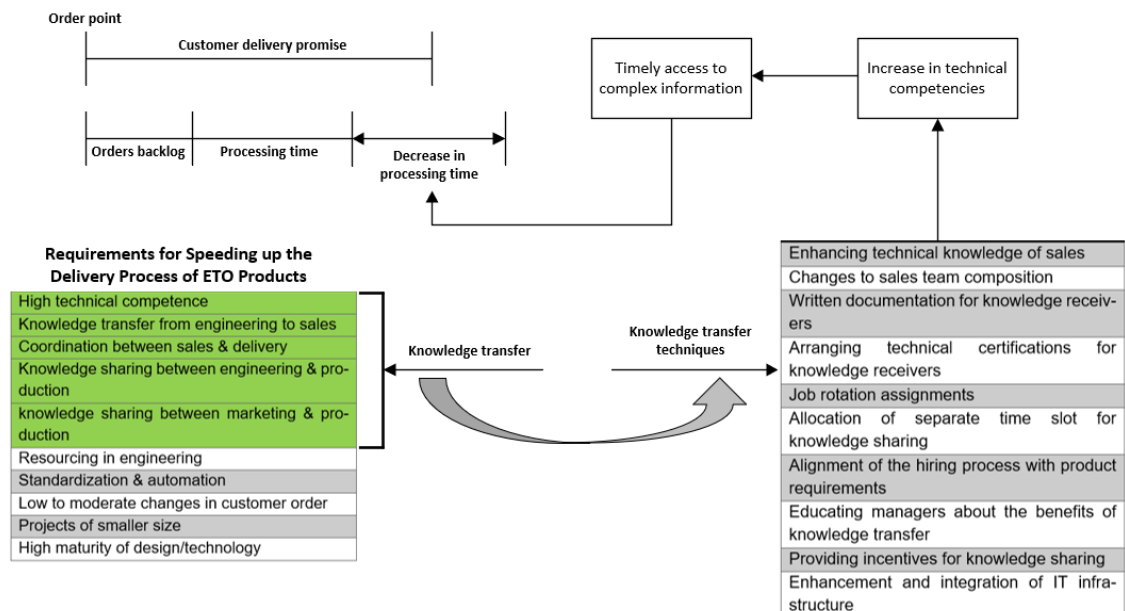 Order point
Customer delivery promise
Orders backlog
Processing time
Decrease in
processing time
Timely access to
complex information
Increase in technical
competencies
Requirements for Speeding up the
Delivery Process of ETO Products
High technical competence
Knowledge transfer from engineering to sales
Coordination between sales & delivery
Knowledge sharing between engineering & pro-
duction
knowledge sharing between marketing & pro-
duction
Resourcing in engineering
Standardization & automation
Low to moderate changes in customer order
Projects of smaller size
High maturity of design/technology
Knowledge transfer
Knowledge transfer
techniques
Enhancing technical knowledge of sales
Changes to sales team composition
Written documentation for knowledge receiv-
ers
Arranging technical certifications for
knowledge receivers
Job rotation assignments
Allocation of separate time slot for
knowledge sharing
Alignment of the hiring process with product
requirements
Educating managers about the benefits of
knowledge transfer
Providing incentives for knowledge sharing
Enhancement and integration of IT infra-
structure